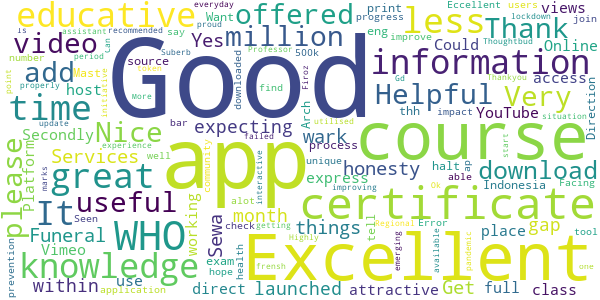 is everyday educative offered million less Thank views users Eccellent lockdown join
assistant recommended Want print progress
proud Suberb Professor 500k eng improve Thoughtbud
can say Yes Could Online
video period source downloaded find Firoz Arch information access Direction
number token
add Mastt More
point host bar failed
time properly Nice expecting Helpful Very
initiative thh YouTube impact situation
update Gd Thankyou
please Secondly wark process
Platform Services experience Good course
great honesty start
marks well unique halt ap able Indonesia Facing
It useful app express download
Seen community interactive improving Ok
Funeral WHO working month Sewa things tell certificate
alot check getting Regional Error place gap
Vimeo exam emerging available pandemic tool
prevention knowledge hope health Highly
within use frensh Excellent Get full class one
application direct launched attractive